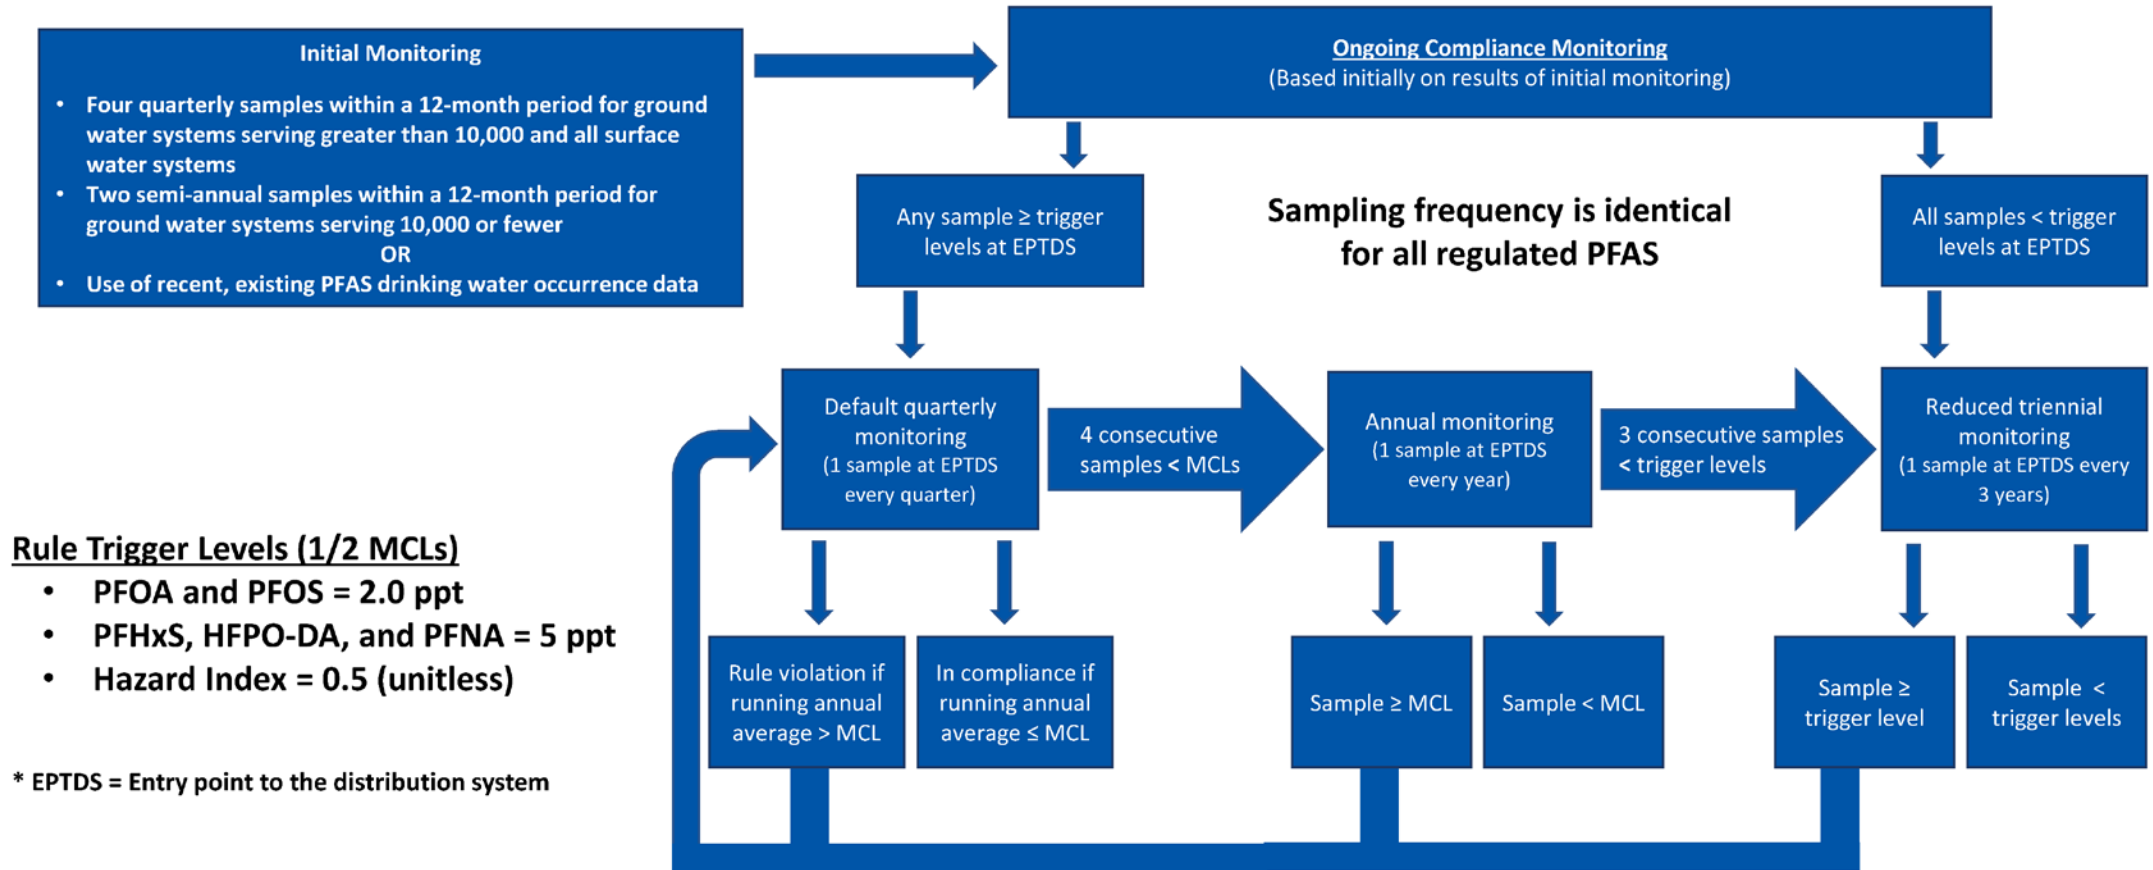 Initial Monitoring
• Four quarterly samples within a 12-month period for ground
water systems serving greater than 10,000 and all surface
water systems
• Two semi-annual samples within a 12-month period for
ground water systems serving 10,000 or fewer
OR
• Use of recent, existing PFAS drinking water occurrence data
Ongoing Compliance Monitoring
(Based initially on results of initial monitoring)
Any sample ≥ trigger
levels at EPTDS
Sampling frequency is identical
for all regulated PFAS
All samples < trigger
levels at EPTDS
Default quarterly
monitoring
(1 sample at EPTDS
every quarter)
4 consecutive
samples < MCLs
Annual monitoring
(1 sample at EPTDS
every year)
3 consecutive samples
< trigger levels
Reduced triennial
monitoring
(1 sample at EPTDS every
3 years)
Rule violation if
running annual
average > MCL
In compliance if
running annual
average ≤ MCL
Sample ≥ MCL
Sample < MCL
Sample ≥
trigger level
Sample <
trigger levels
Rule Trigger Levels (1/2 MCLs)
• PFOA and PFOS = 2.0 ppt
• PFHxS, HFPO-DA, and PFNA = 5 ppt
• Hazard Index = 0.5 (unitless)
* EPTDS = Entry point to the distribution system